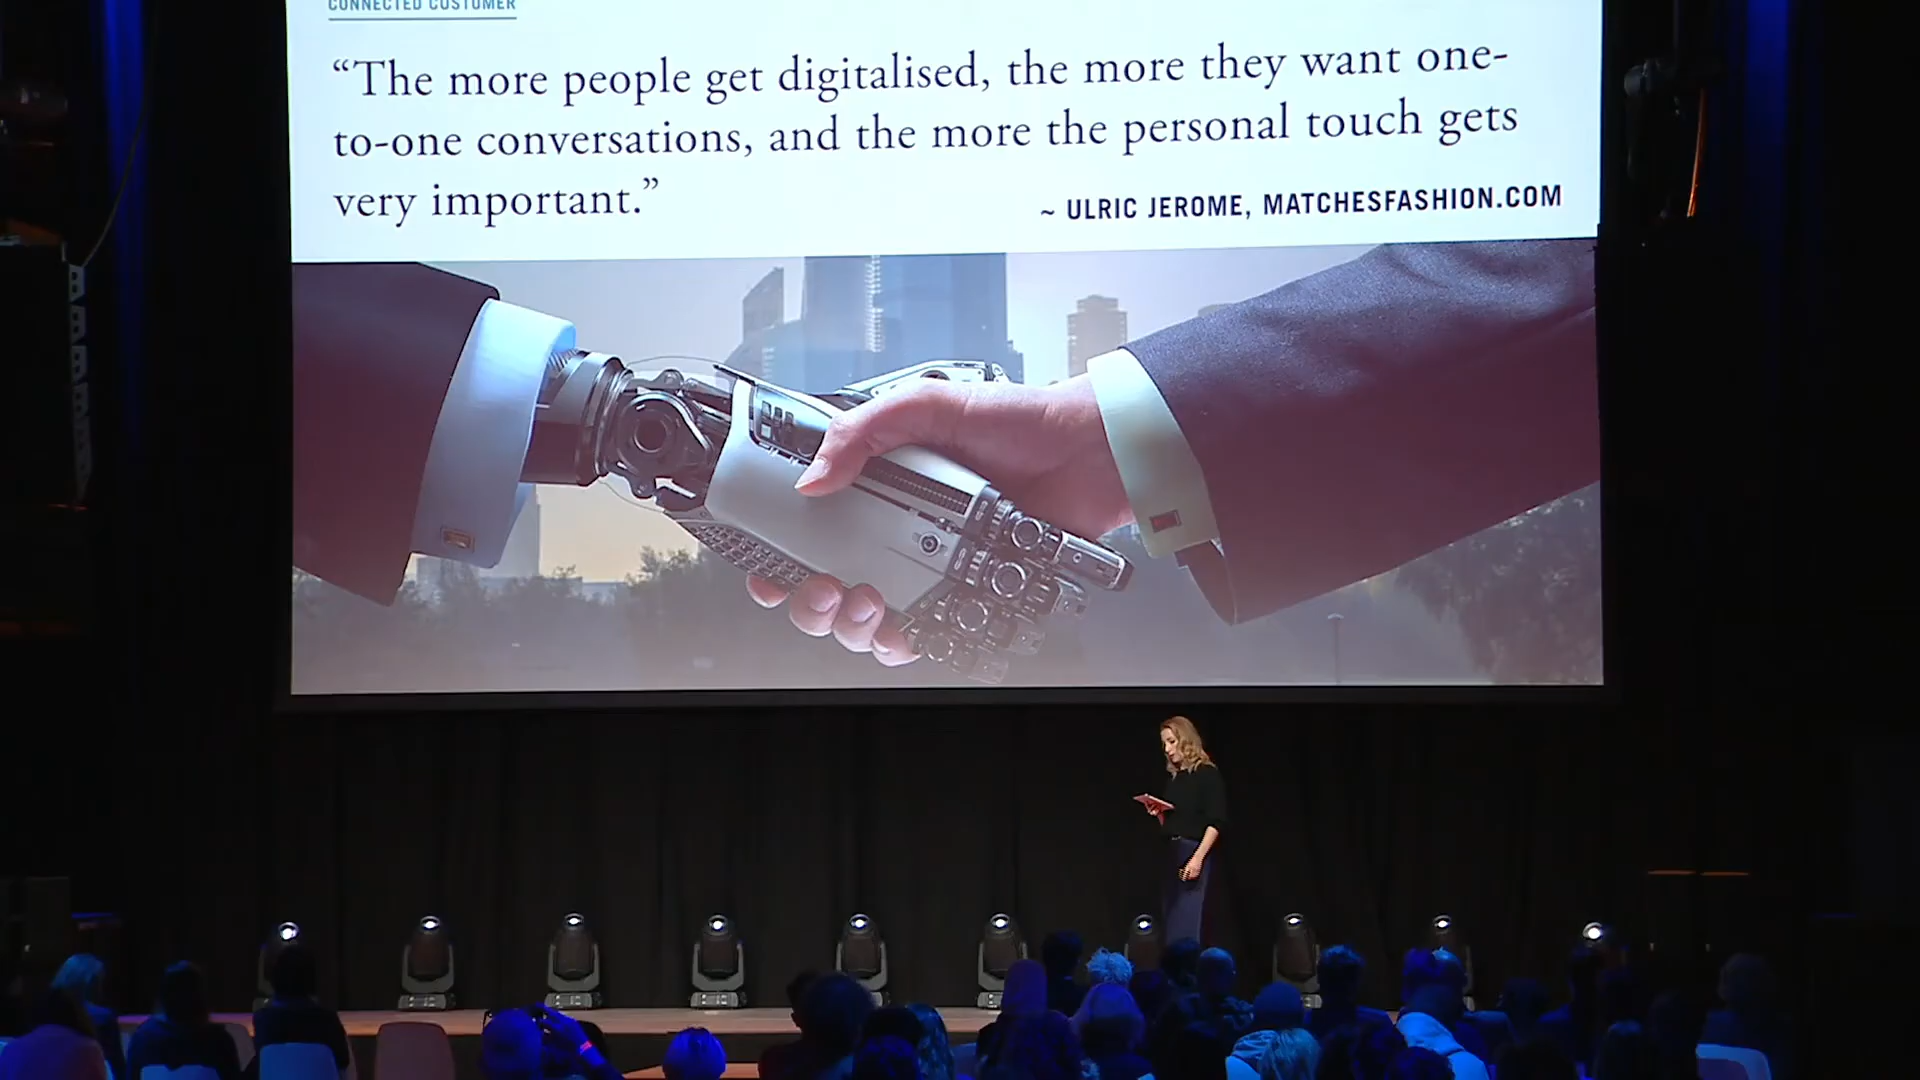 CONNECTED CUSTOMER
“The more people get digitalised, the more they want one-
to-one conversations, and the more the personal touch gets
very important.”
~ ULRIC JEROME, MATCHESFASHION.COM